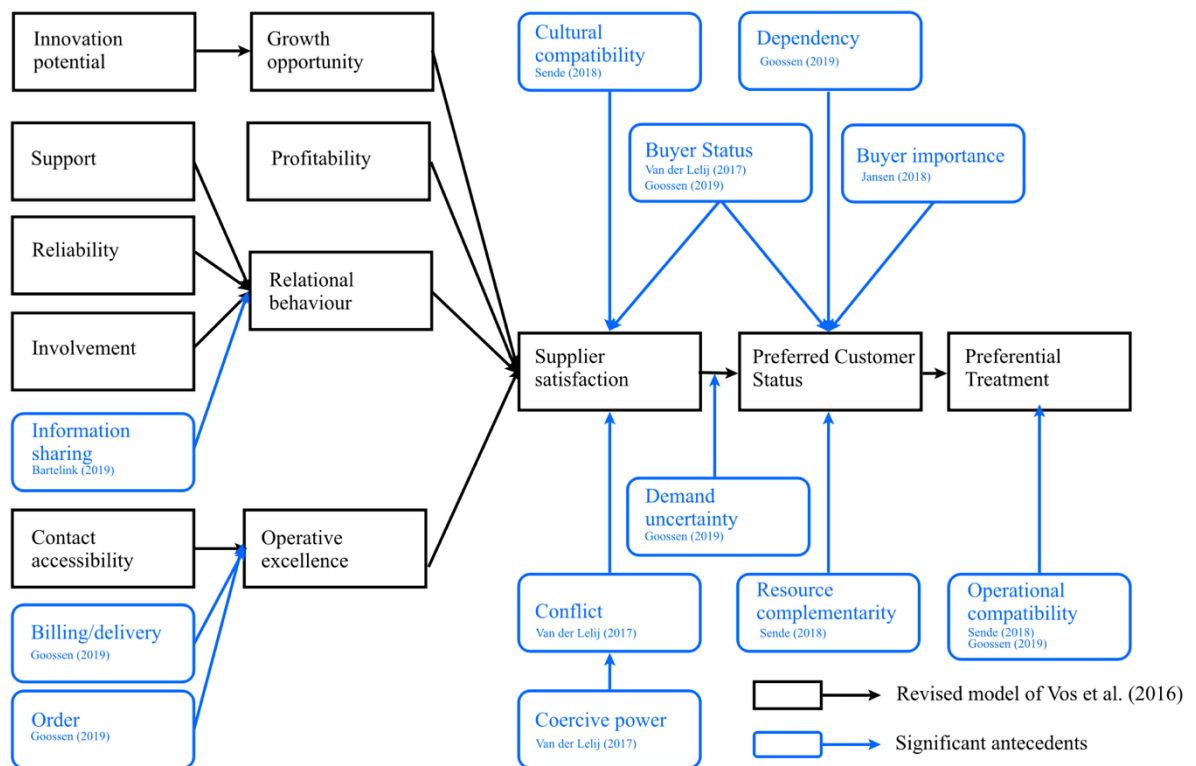 Innovation
potential
Growth
opportunity
Cultural
compatibility
Sende (2018)
Dependency
Goossen (2019)
Support
Profitability
Buyer Status
Van der Lelij (2017)
Goossen (2019)
Buyer importance
Jansen (2018)
Reliability
Relational
behaviour
Involvement
Supplier
satisfaction
Preferred Customer
Status
Preferential
Treatment
Information
sharing
Bartelink (2019)
Demand
uncertainty
Goossen (2019)
Contact
accessibility
Operative
excellence
Conflict
Van der Lelij (2017)
Resource
complementarity
Sende (2018)
Operational
compatibility
Sende (2018)
Goossen (2019)
Billing/delivery
Goossen (2019)
Order
Goossen (2019)
Coercive power
Van der Lelij (2017)
Revised model of Vos et al. (2016)
Significant antecedents